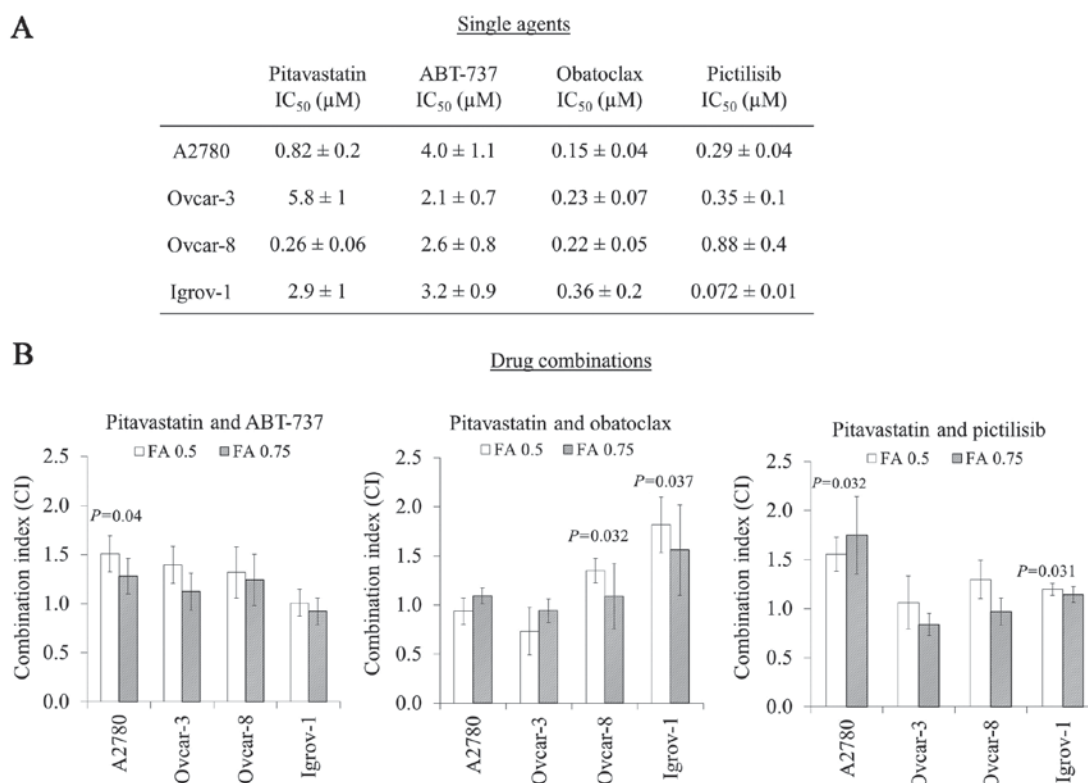 A
Single agents
Pitavastatin ABT-737 Obatoclax Pictilisib
IC50 (µM) IC50 (µM) IC50 (µM) IC50 (µM)
A2780 0.82 ± 0.2 4.0 ± 1.1 0.15 ± 0.04 0.29 ± 0.04
Ovcar-3 5.8 ± 1 2.1 ± 0.7 0.23 ± 0.07 0.35 ± 0.1
Ovcar-8 0.26 ± 0.06 2.6 ± 0.8 0.22 ± 0.05 0.88 ± 0.4
Igrov-1 2.9 ± 1 3.2 ± 0.9 0.36 ± 0.2 0.072 ± 0.01
B
Drug combinations
Pitavastatin and ABT-737
FA 0.5 FA 0.75
Combination index (CI)
2.5
2.0
1.5
1.0
0.5
0.0
P=0.04
A2780
Ovcar-3
Ovcar-8
Igrov-1
Pitavastatin and obatoclax
FA 0.5 FA 0.75
Combination index (CI)
2.5
2.0
1.5
1.0
0.5
0.0
P=0.032
P=0.037
A2780
Ovcar-3
Ovcar-8
Igrov-1
Pitavastatin and pictilisib
FA 0.5 FA 0.75
Combination index (CI)
2.5
2.0
1.5
1.0
0.5
0.0
P=0.032
P=0.031
A2780
Ovcar-3
Ovcar-8
Igrov-1